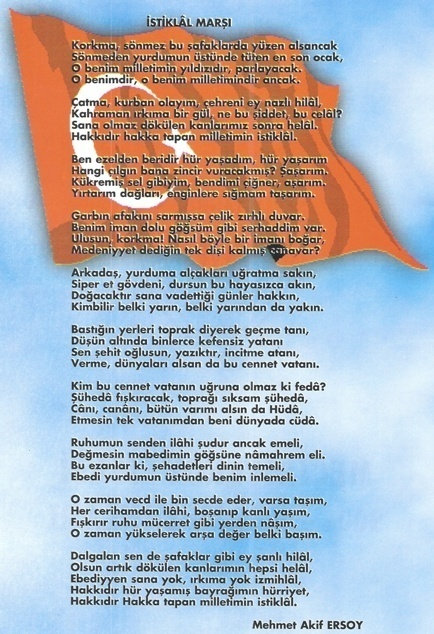 İSTİKLÂL MARŞI
Korkma, sönmez bu şafaklarda yüzen alsancak
Sönmeden yurdumun üstünde tüten en son ocak,
O benim milletimin yıldızıdır, parlayacak.
O benimdir, o benim milletimindir ancak.
Çatma, kurban olayım, çehreni ey nazlı hilâl,
Kahraman ırkıma bir gül, ne bu şiddet, bu celâl?
Sana olmaz dökülen kanlarımız sonra helâl.
Hakkıdır hakka tapan milletimin istiklâl.
Ben ezelden beridir hür yaşadım, hür yaşarım
Hangi çılgın bana zincir vuracakmış? Şaşarım.
Kükremiş sel gibiyim, bendimi çiğner, aşarım.
Yırtarım dağları, enginlere sığmam taşarım.
Garbın afakını sarmışsa çelik zırhlı duvar.
Benim iman dolu göğsüm gibi serhaddim var.
Ulusun, korkma! Nasıl böyle bir imanı boğar,
Medeniyyet dediğin tek dişi kalmış canavar?
Arkadaş, yurduma alçakları uğratma sakın,
Siper et gövdeni, dursun bu hayasızca akın,
Doğacaktır sana vadettiği günler hakkın,
Kimbilir belki yarın, belki yarından da yakın.
Bastığın yerleri toprak diyerek geçme tanı,
Düşün altında binlerce kefensiz yatanı
Sen şehit oğlusun, yazıktır, incitme atanı,
Verme, dünyaları alsan da bu cennet vatanı.
Kim bu cennet vatanın uğruna olmaz ki fedâ?
Şühedâ fışkıracak, toprağı sıksam şühedâ,
Cânı, canânı, bütün varımı alsın da Hüdâ,
Etmesin tek vatanımdan beni dünyada cüdâ.
Ruhumun senden ilâhi şudur ancak emeli,
Değmesin mabedimin göğsüne nâmahrem eli.
Bu ezanlar ki, şehadetleri dinin temeli,
Ebedi yurdumun üstünde benim inlemeli.
O zaman vecd ile bin secde eder, varsa taşım,
Her cerihamdan ilâhi, boşanıp kanlı yaşım,
Fışkırır ruhu mücerret gibi yerden nâşım,
O zaman yükselerek arşa değer belki başım.
Dalgalan sen de şafaklar gibi ey şanlı hilâl,
Olsun artık dökülen kanlarımın hepsi helâl,
Ebediyyen sana yok, ırkıma yok izmihlâl,
Hakkıdır hür yaşamış bayrağımın hürriyet,
Hakkıdır Hakka tapan milletimin istiklâl.
Mehmet Akif ERSOY